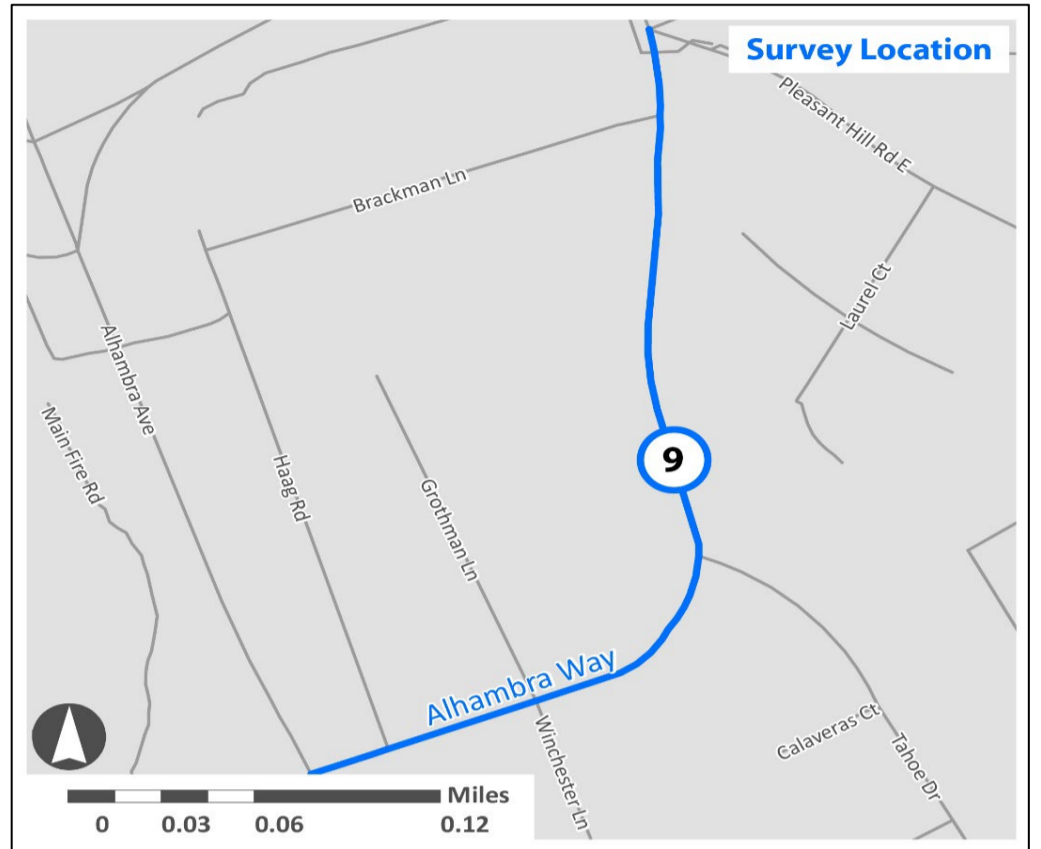 Survey Location
Pleasant Hill Rd E
Brackman Ln
Laurel Ct
Alhambra Ave
Main Fire Rd
Haag Rd
Grothman Ln
9
Alhambra Way
Winchester Ln
Calaveras Ct
Tahoe Dr
Miles
0 0.03 0.06 0.12